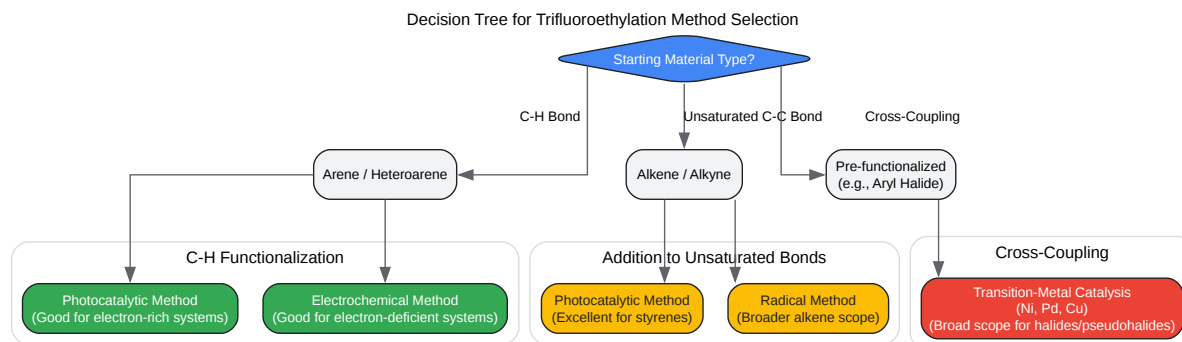 Decision Tree for Trifluoroethylation Method Selection
Starting Material Type?
C-H Bond
Unsaturated C-C Bond
Cross-Coupling
Arene / Heteroarene
Alkene / Alkyne
Pre-functionalized
(e.g., Aryl Halide)
C-H Functionalization
Addition to Unsaturated Bonds
Cross-Coupling
Photocatalytic Method
(Good for electron-rich systems)
Electrochemical Method
(Good for electron-deficient systems)
Photocatalytic Method
(Excellent for styrenes)
Radical Method
(Broader alkene scope)
Transition-Metal Catalysis
(Ni, Pd, Cu)
(Broad scope for halides/pseudohalides)